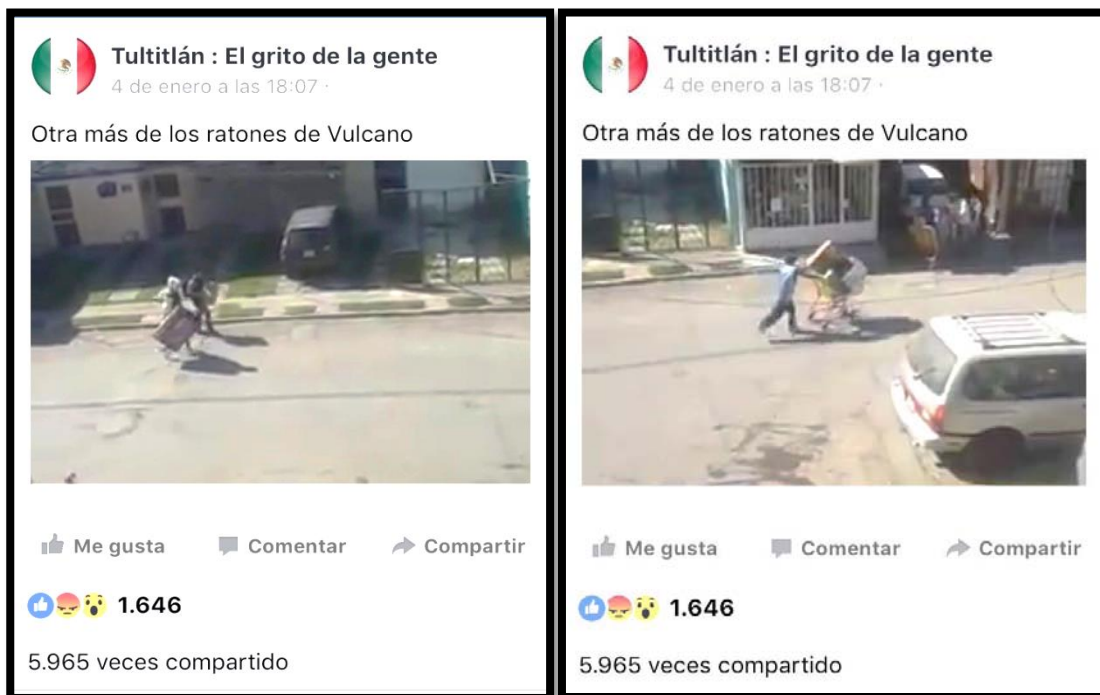 Tultitlán : El grito de la gente
4 de enero a las 18:07 ·
Otra más de los ratones de Vulcano
Me gusta Comentar Compartir
1.646
5.965 veces compartido
Tultitlán : El grito de la gente
4 de enero a las 18:07 ·
Otra más de los ratones de Vulcano
Me gusta Comentar Compartir
1.646
5.965 veces compartido